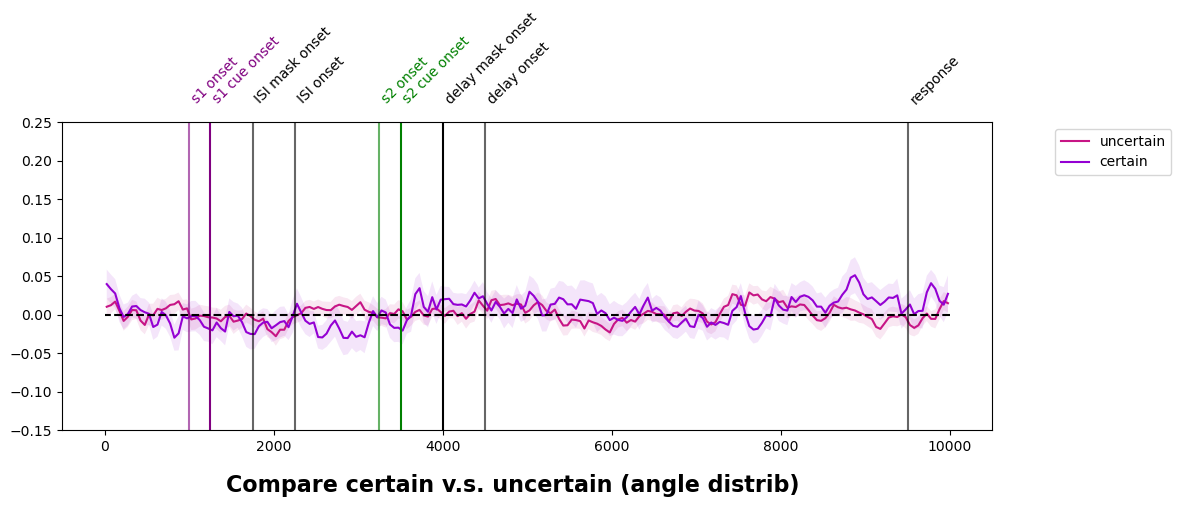 s1 onset
s1 cue onset
ISI mask onset
ISI onset
s2 onset
s2 cue onset
delay mask onset
delay onset
response
0.25
0.20
0.15
0.10
0.05
0.00
−0.05
−0.10
−0.15
0
2000
4000
6000
8000
10000
uncertain
certain
Compare certain v.s. uncertain (angle distrib)